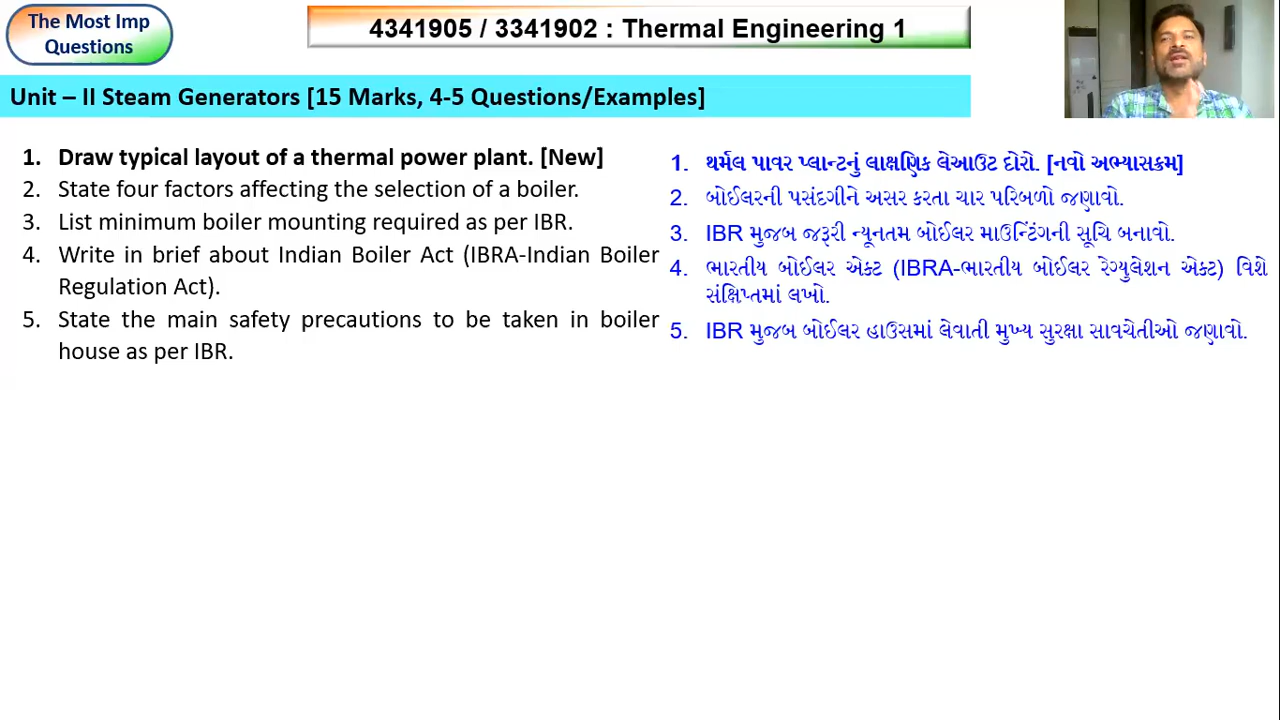 The Most Imp
Questions
4341905 / 3341902 : Thermal Engineering 1
Unit – II Steam Generators [15 Marks, 4-5 Questions/Examples]
1. Draw typical layout of a thermal power plant. [New]
2. State four factors affecting the selection of a boiler.
3. List minimum boiler mounting required as per IBR.
4. Write in brief about Indian Boiler Act (IBRA-Indian Boiler
Regulation Act).
5. State the main safety precautions to be taken in boiler
house as per IBR.
1. થર્મલ પાવર પ્લાન્ટનું લાક્ષણિક લેઆઉટ દોરો. [નવો અભ્યાસક્રમ]
2. બોઈલરની પસંદગીને અસર કરતા ચાર પરિબળો જણાવો.
3. IBR મુજબ જરૂરી ન્યૂનતમ બોઈલર માઉન્ટિંગની સૂચિ બનાવો.
4. ભારતીય બોઈલર એક્ટ (IBRA-ભારતીય બોઈલર રેગ્યુલેશન એક્ટ) વિશે
સંક્ષિપ્તમાં લખો.
5. IBR મુજબ બોઈલર હાઉસમાં લેવાતી મુખ્ય સુરક્ષા સાવચેતીઓ જણાવો.